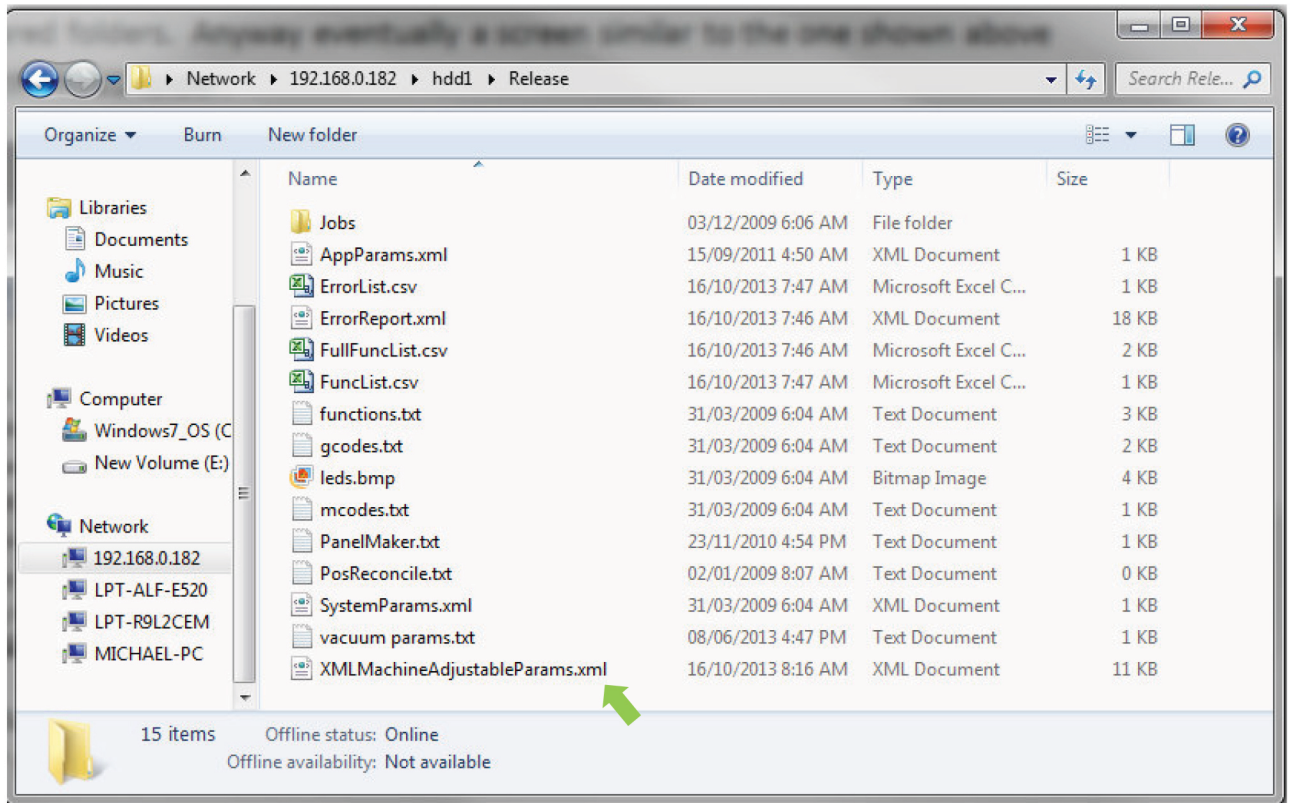 red folders. Anyway eventually a screen similar to the one shown above
Network 192.168.0.182 hdd1 Release
Search Rele...
Organize Burn New folder
Name Date modified Type Size
Libraries
Documents
Music
Pictures
Videos
Computer
Windows7_OS (C
New Volume (E:)
Network
192.168.0.182
LPT-ALF-E520
LPT-R9L2CEM
MICHAEL-PC
Jobs 03/12/2009 6:06 AM File folder
AppParams.xml 15/09/2011 4:50 AM XML Document 1 KB
ErrorList.csv 16/10/2013 7:47 AM Microsoft Excel C... 1 KB
ErrorReport.xml 16/10/2013 7:46 AM XML Document 18 KB
FullFuncList.csv 16/10/2013 7:46 AM Microsoft Excel C... 2 KB
FuncList.csv 16/10/2013 7:47 AM Microsoft Excel C... 1 KB
functions.txt 31/03/2009 6:04 AM Text Document 3 KB
gcodes.txt 31/03/2009 6:04 AM Text Document 2 KB
leds.bmp 31/03/2009 6:04 AM Bitmap Image 4 KB
mcodes.txt 31/03/2009 6:04 AM Text Document 1 KB
PanelMaker.txt 23/11/2010 4:54 PM Text Document 1 KB
PosReconcile.txt 02/01/2009 8:07 AM Text Document 0 KB
SystemParams.xml 31/03/2009 6:04 AM XML Document 1 KB
vacuum params.txt 08/06/2013 4:47 PM Text Document 1 KB
XMLMachineAdjustableParams.xml 16/10/2013 8:16 AM XML Document 11 KB
15 items Offline status: Online
Offline availability: Not available